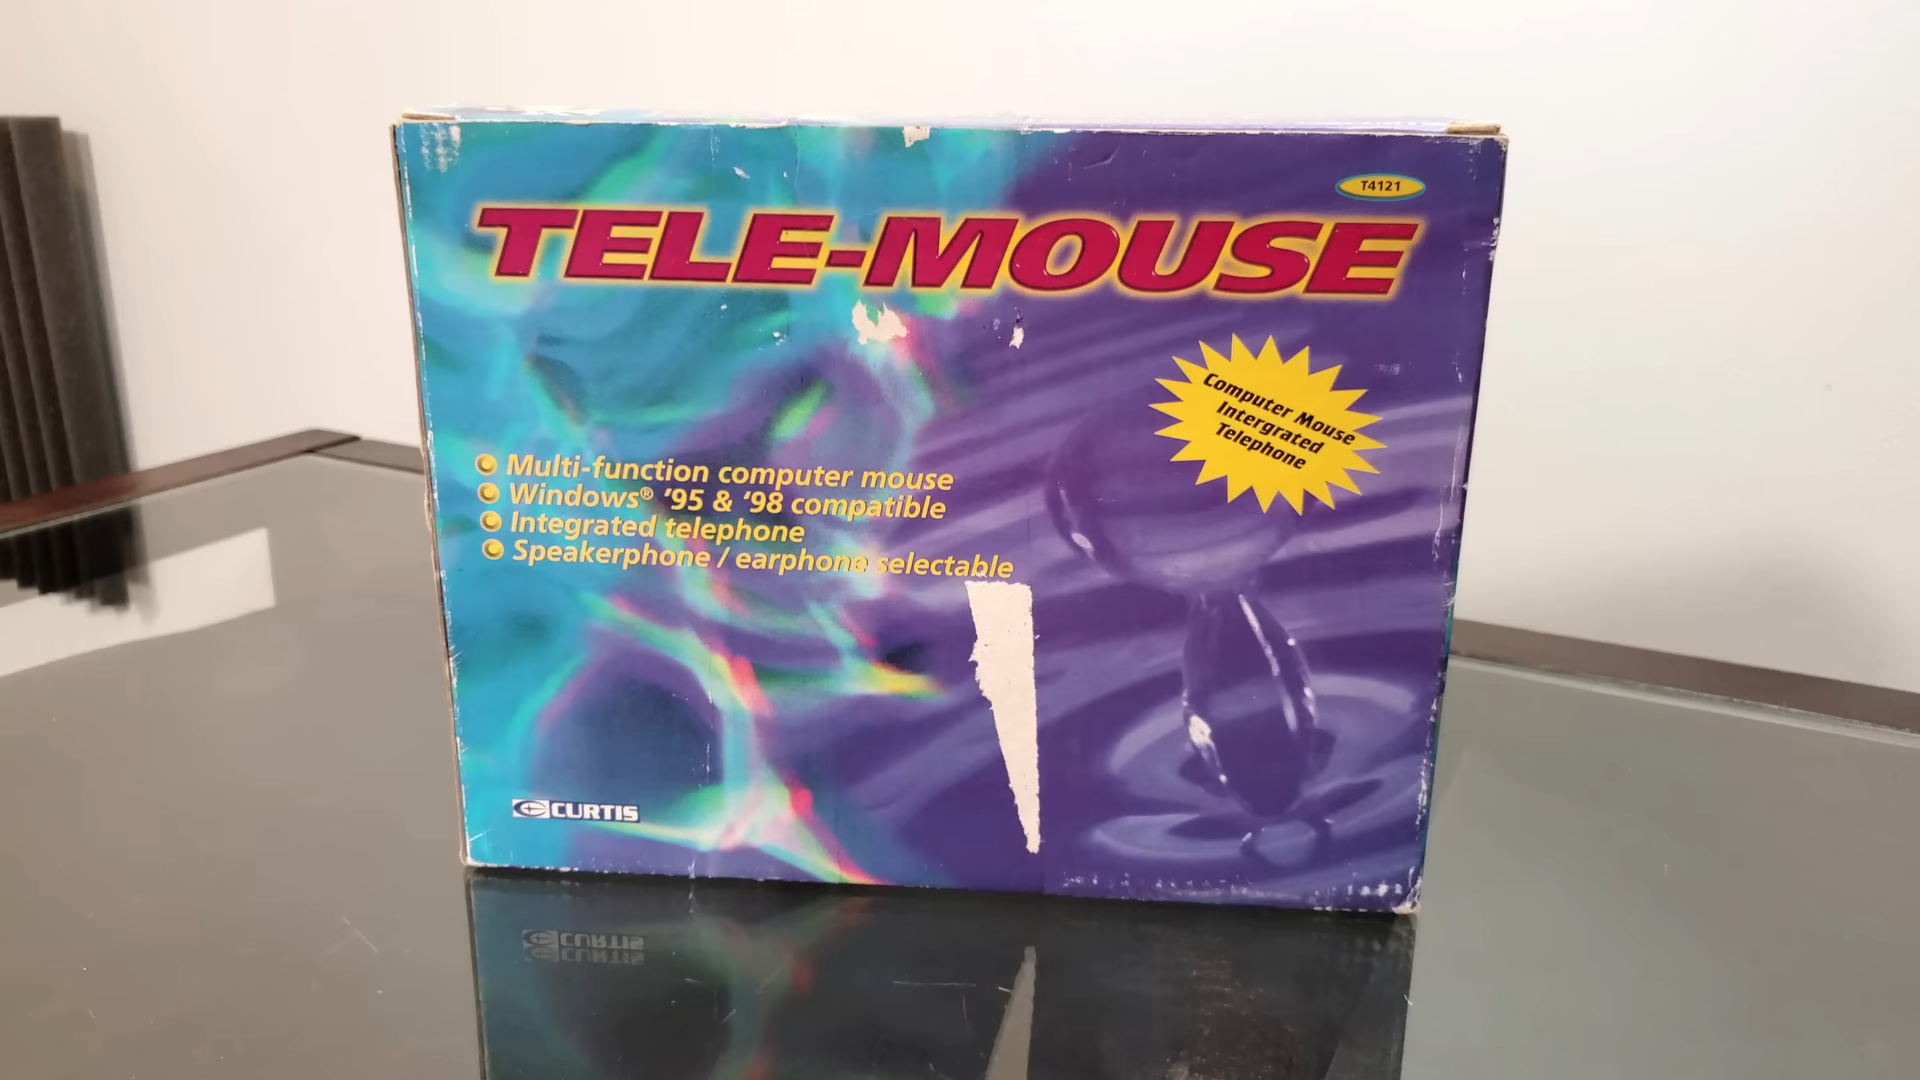 T4121
TELE-MOUSE
Computer Mouse
Intergrated
Telephone
Multi-function computer mouse
Windows® '95 & '98 compatible
Integrated telephone
Speakerphone / earphone selectable
CURTIS